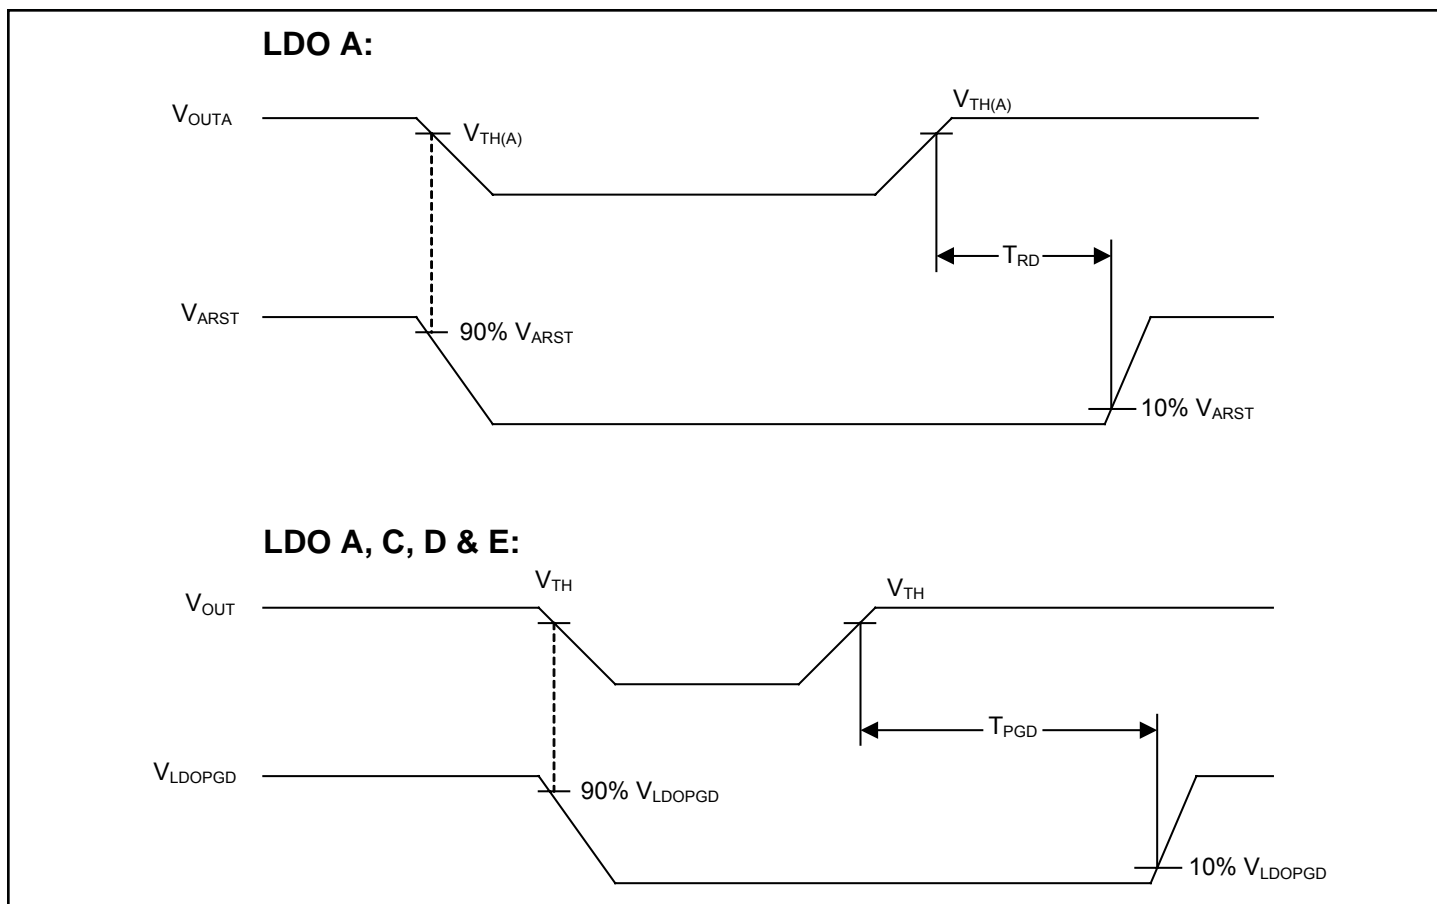 LDO A:
VOUTA
VTH(A)
VTH(A)
TRD
VARST
90% VARST
10% VARST
LDO A, C, D & E:
VTH
VTH
VOUT
TPGD
VLDOPGD
90% VLDOPGD
10% VLDOPGD